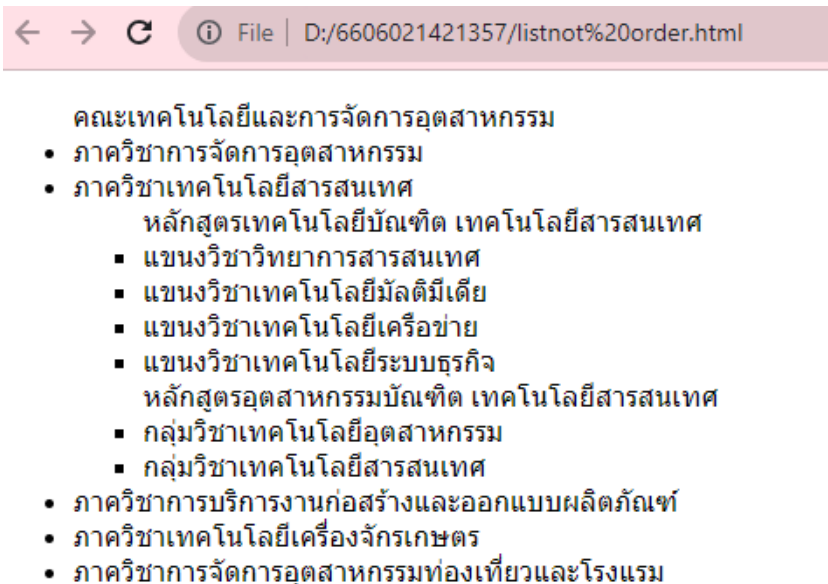 File
D:/6606021421357/listnot%20order.html
คณะเทคโนโลยีและการจัดการอุตสาหกรรม
ภาควิชาการจัดการอุตสาหกรรม
ภาควิชาเทคโนโลยีสารสนเทศ
หลักสูตรเทคโนโลยีบัณฑิต เทคโนโลยีสารสนเทศ
แขนงวิชาวิทยาการสารสนเทศ
แขนงวิชาเทคโนโลยีมัลติมีเดีย
แขนงวิชาเทคโนโลยีเครือข่าย
แขนงวิชาเทคโนโลยีระบบธุรกิจ
หลักสูตรอุตสาหกรรมบัณฑิต เทคโนโลยีสารสนเทศ
กลุ่มวิชาเทคโนโลยีอุตสาหกรรม
กลุ่มวิชาเทคโนโลยีสารสนเทศ
ภาควิชาการบริการงานก่อสร้างและออกแบบผลิตภัณฑ์
ภาควิชาเทคโนโลยีเครื่องจักรเกษตร
ภาควิชาการจัดการอุตสาหกรรมท่องเที่ยวและโรงแรม